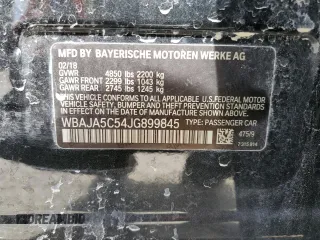 MFD BY BAYERISCHE MOTOREN WERKE AG
02/18
GVWR 4850 lbs 2200 kg
GAWR FRONT 2299 lbs 1043 kg
GAWR REAR 2745 lbs 1245 kg
THIS VEHICLE CONFORMS TO ALL APPLICABLE
U.S. FEDERAL MOTOR VEHICLE SAFETY,
BUMPER, AND THEFT PREVENTION STANDARDS
IN EFFECT ON THE DATE OF MANUFACTURE
SHOWN ABOVE.
WBAJA5C54JG899845 TYPE: PASSENGER CAR
475/9
DREAMBID